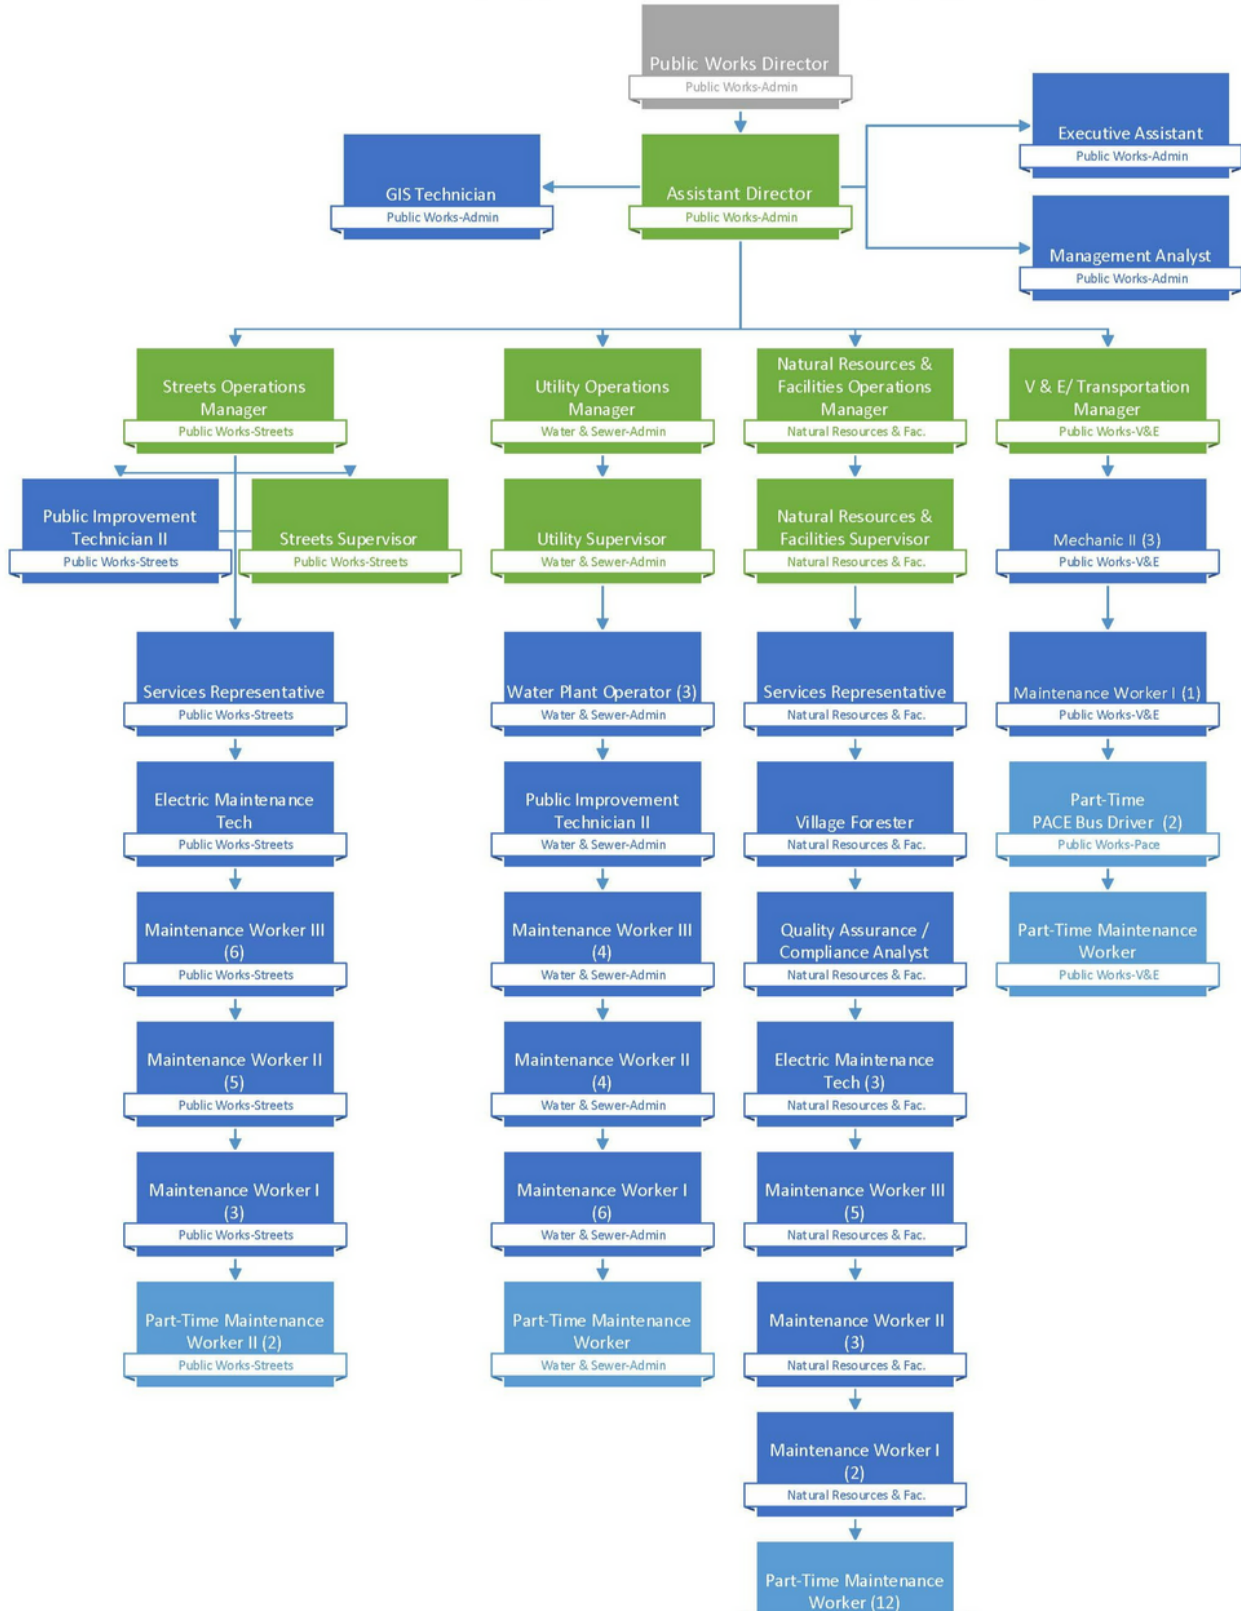 Public Works Director
Public Works-Admin
Executive Assistant
Public Works-Admin
GIS Technician
Public Works-Admin
Assistant Director
Public Works-Admin
Management Analyst
Public Works-Admin
Streets Operations
Manager
Public Works-Streets
Utility Operations
Manager
Water & Sewer-Admin
Natural Resources &
Facilities Operations
Manager
Natural Resources & Fac.
V & E/ Transportation
Manager
Public Works-V&E
Public Improvement
Technician II
Public Works-Streets
Streets Supervisor
Public Works-Streets
Utility Supervisor
Water & Sewer-Admin
Natural Resources &
Facilities Supervisor
Natural Resources & Fac.
Mechanic II (3)
Public Works-V&E
Services Representative
Public Works-Streets
Water Plant Operator (3)
Water & Sewer-Admin
Services Representative
Natural Resources & Fac.
Maintenance Worker I (1)
Public Works-V&E
Electric Maintenance
Tech
Public Works-Streets
Public Improvement
Technician II
Water & Sewer-Admin
Village Forester
Natural Resources & Fac.
Part-Time
PACE Bus Driver (2)
Public Works-Pace
Maintenance Worker III
(6)
Public Works-Streets
Maintenance Worker III
(4)
Water & Sewer-Admin
Quality Assurance /
Compliance Analyst
Natural Resources & Fac.
Part-Time Maintenance
Worker
Public Works-V&E
Maintenance Worker II
(5)
Public Works-Streets
Maintenance Worker II
(4)
Water & Sewer-Admin
Electric Maintenance
Tech (3)
Natural Resources & Fac.
Maintenance Worker I
(3)
Public Works-Streets
Maintenance Worker I
(6)
Water & Sewer-Admin
Maintenance Worker III
(5)
Natural Resources & Fac.
Part-Time Maintenance
Worker II (2)
Public Works-Streets
Part-Time Maintenance
Worker
Water & Sewer-Admin
Maintenance Worker II
(3)
Natural Resources & Fac.
Maintenance Worker I
(2)
Natural Resources & Fac.
Part-Time Maintenance
Worker (12)